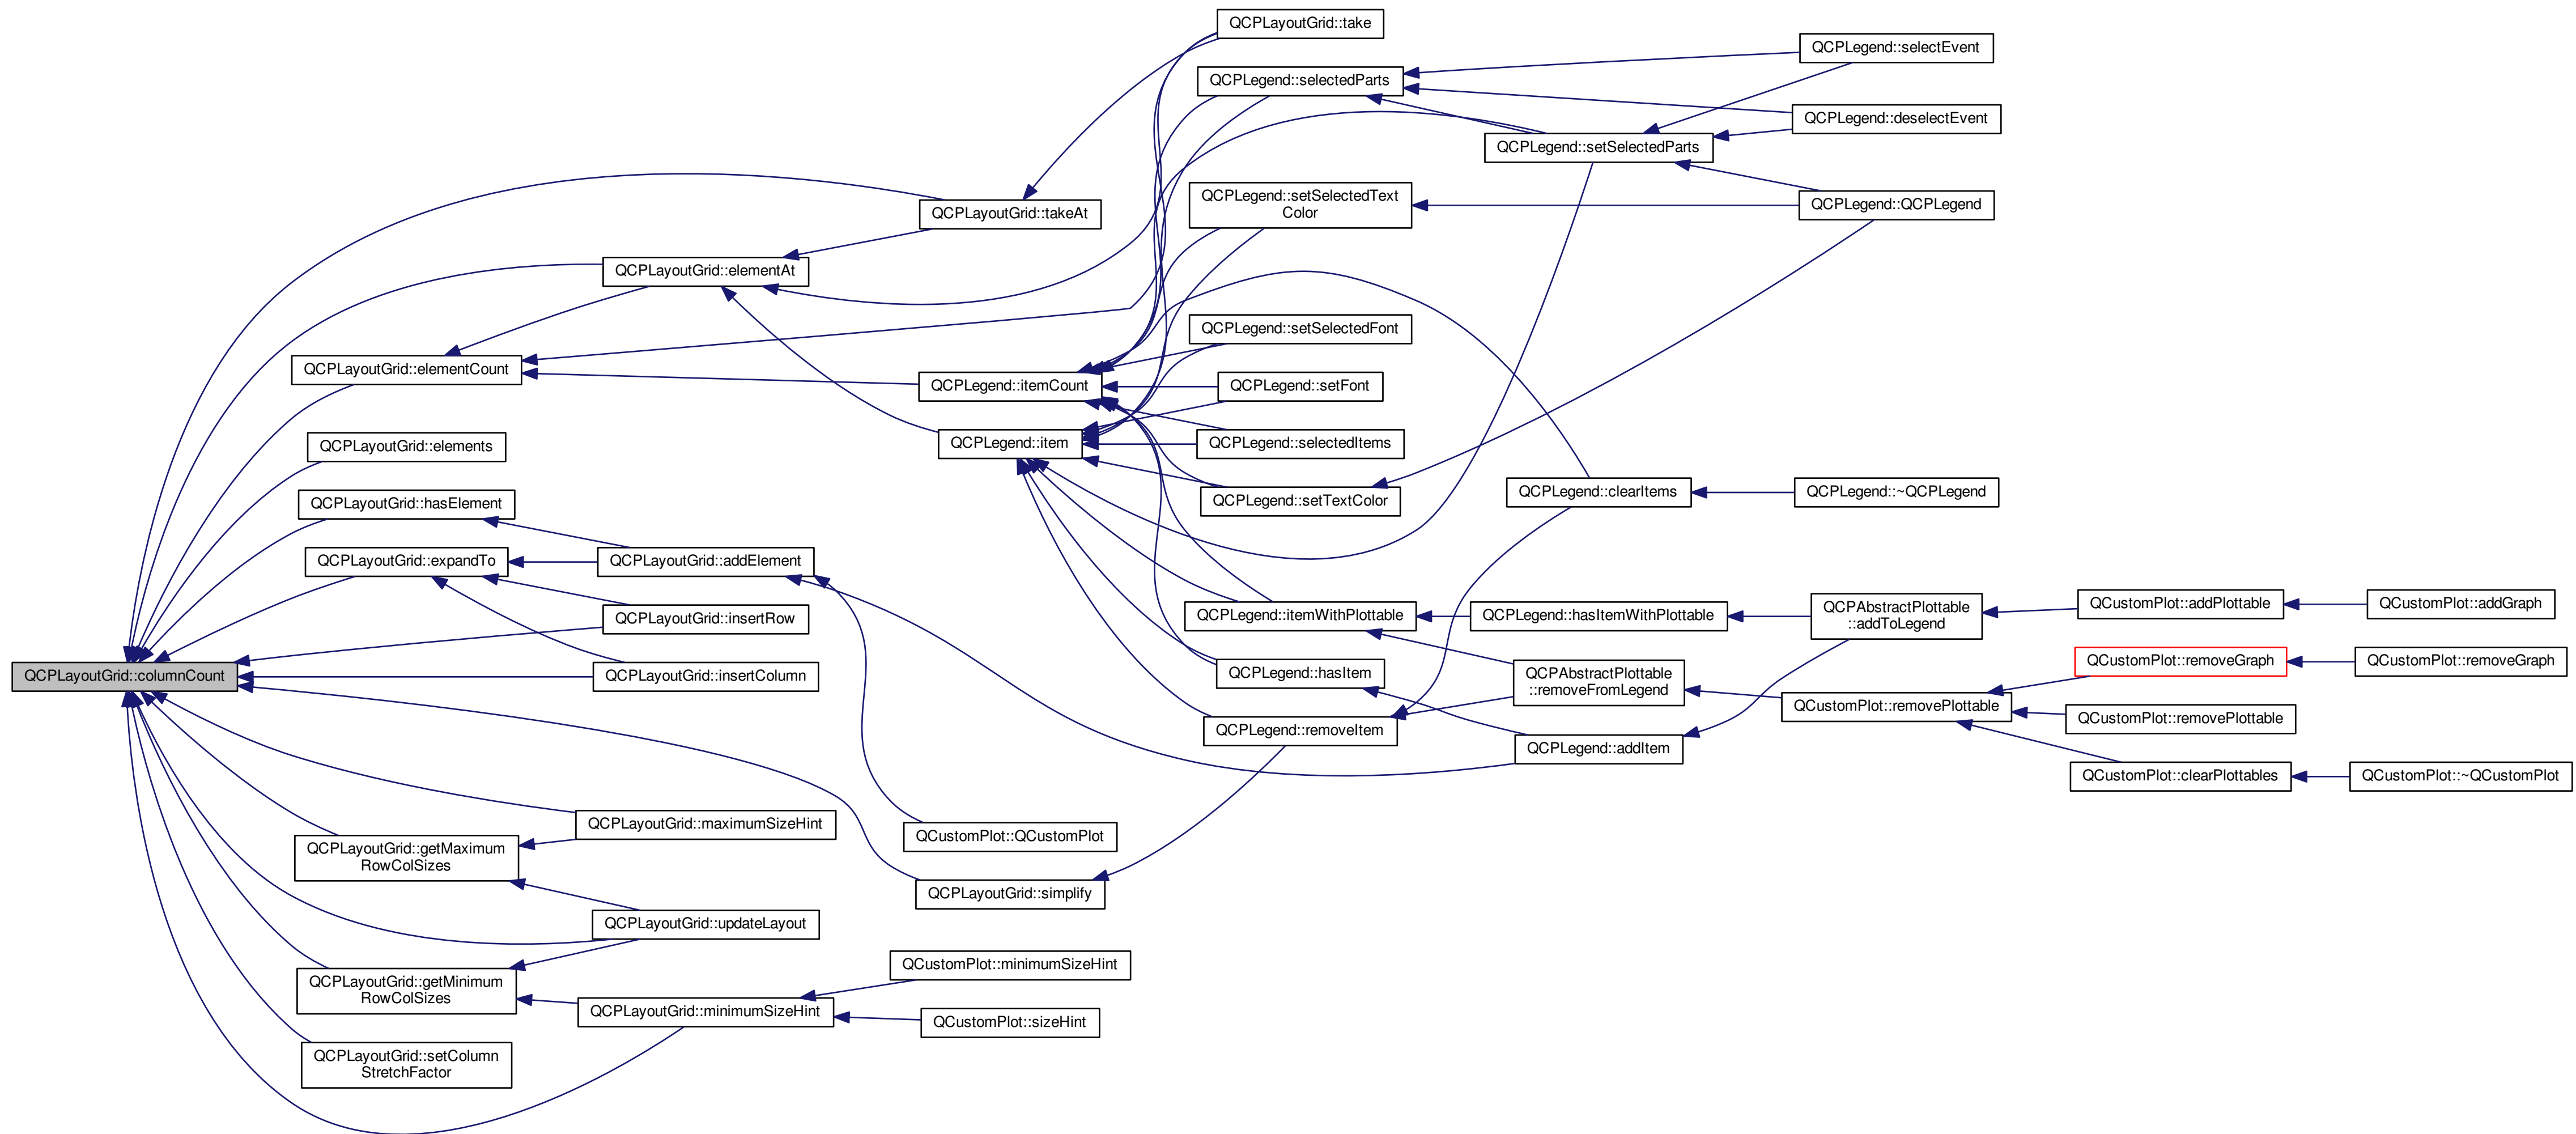 QCPLayoutGrid::columnCount
QCPLayoutGrid::elementCount
QCPLayoutGrid::elements
QCPLayoutGrid::hasElement
QCPLayoutGrid::expandTo
QCPLayoutGrid::getMaximum
RowColSizes
QCPLayoutGrid::getMinimum
RowColSizes
QCPLayoutGrid::setColumn
StretchFactor
QCPLayoutGrid::elementAt
QCPLayoutGrid::addElement
QCPLayoutGrid::insertRow
QCPLayoutGrid::insertColumn
QCPLayoutGrid::maximumSizeHint
QCPLayoutGrid::updateLayout
QCPLayoutGrid::minimumSizeHint
QCPLayoutGrid::takeAt
QCPLegend::itemCount
QCPLegend::item
QCustomPlot::QCustomPlot
QCPLayoutGrid::simplify
QCustomPlot::minimumSizeHint
QCustomPlot::sizeHint
QCPLayoutGrid::take
QCPLegend::selectedParts
QCPLegend::setSelectedText
Color
QCPLegend::setSelectedFont
QCPLegend::setFont
QCPLegend::selectedItems
QCPLegend::setTextColor
QCPLegend::itemWithPlottable
QCPLegend::hasItem
QCPLegend::removeItem
QCPLegend::setSelectedParts
QCPLegend::clearItems
QCPLegend::hasItemWithPlottable
QCPAbstractPlottable
::removeFromLegend
QCPLegend::addItem
QCPLegend::selectEvent
QCPLegend::deselectEvent
QCPLegend::QCPLegend
QCPLegend::~QCPLegend
QCPAbstractPlottable
::addToLegend
QCustomPlot::removePlottable
QCustomPlot::addPlottable
QCustomPlot::removeGraph
QCustomPlot::removePlottable
QCustomPlot::clearPlottables
QCustomPlot::addGraph
QCustomPlot::removeGraph
QCustomPlot::~QCustomPlot